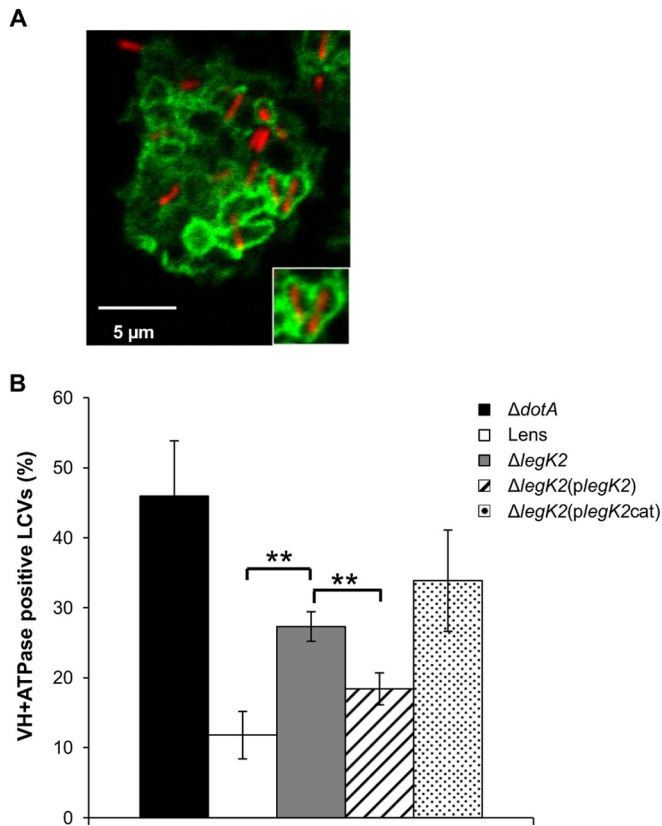 A
5 µm
B
VH+ATPase positive LCVs (%)
60
50
40
30
20
10
0
**
**
ΔdotA
Lens
ΔlegK2
ΔlegK2(plegK2)
ΔlegK2(plegK2cat)